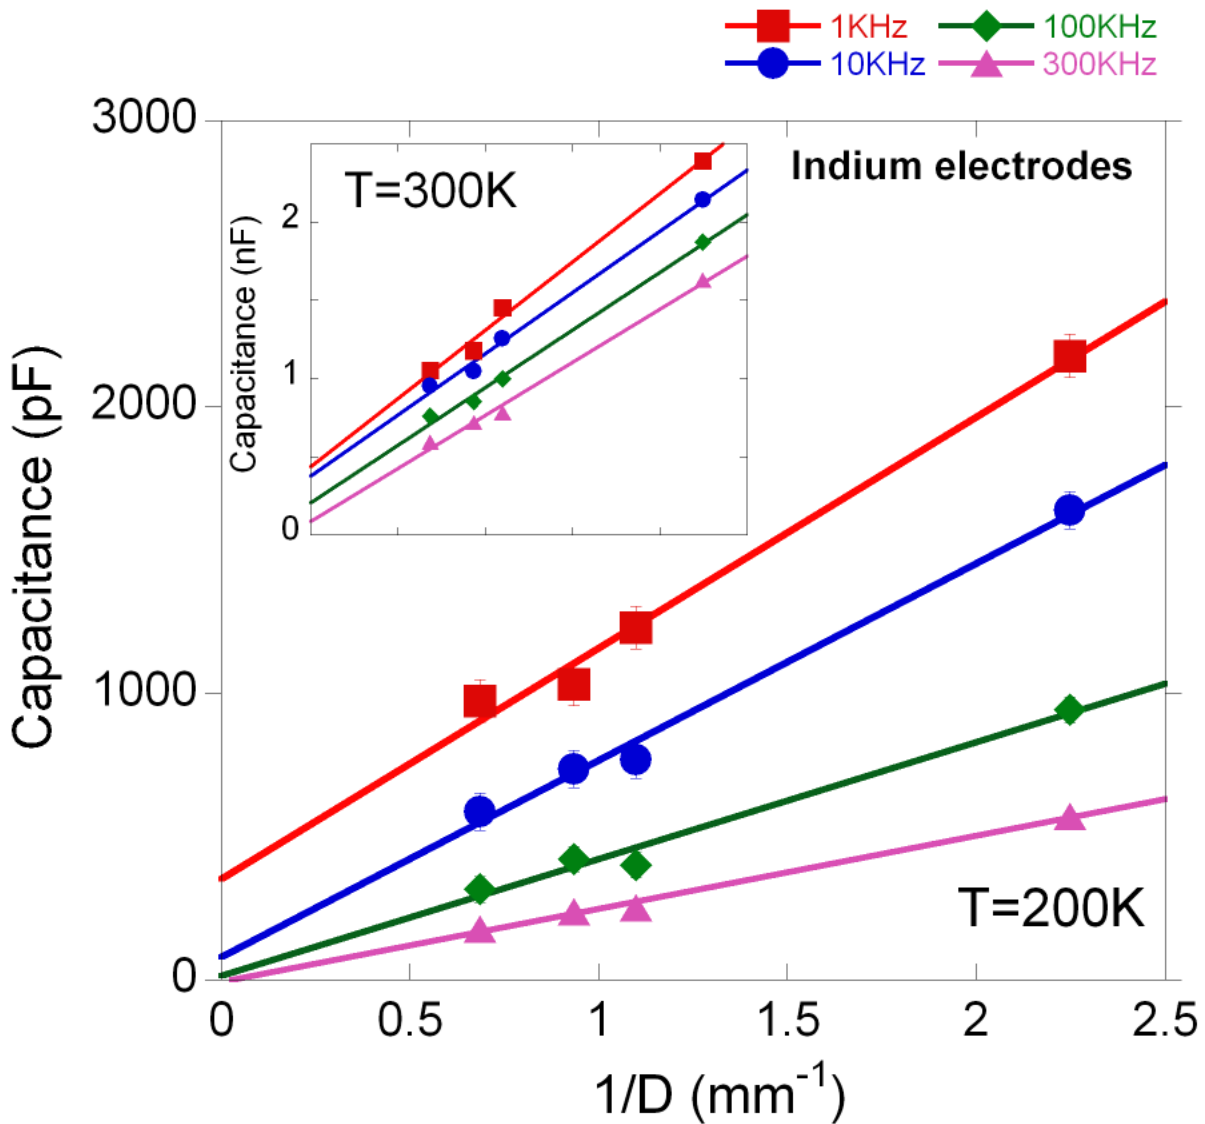 1KHz
100KHz
10KHz
300KHz
3000
2000
1000
0
Capacitance (pF)
T=300K
Indium electrodes
2
1
0
Capacitance (nF)
T=200K
0
0.5
1
1.5
2
2.5
1/D (mm⁻¹)